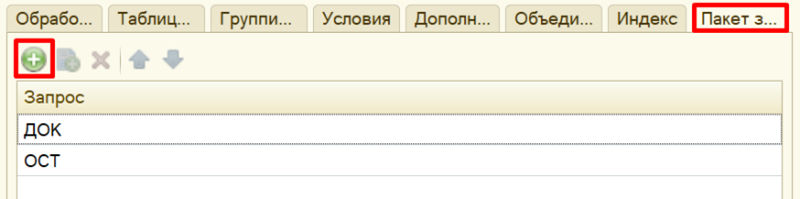 Обрабо... Таблиц... Группи... Условия Дополн... Объеди... Индекс Пакет з...
Запрос
ДОК
ОСТ